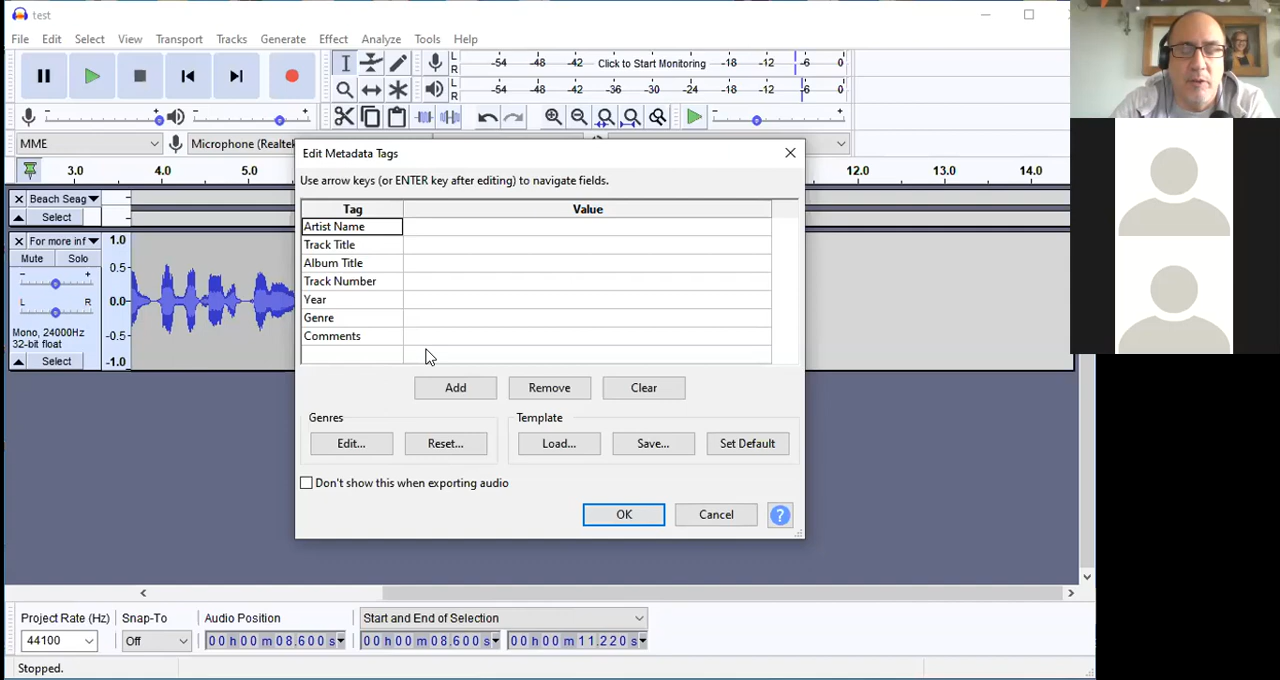 test
File Edit Select View Transport Tracks Generate Effect Analyze Tools Help
L R -54 -48 -42 Click to Start Monitoring -18 -12 -6 0
L R -54 -48 -42 -36 -30 -24 -18 -12 -6 0
MME Microphone (Realtek
3.0 4.0 5.0 12.0 13.0 14.0
Edit Metadata Tags
Use arrow keys (or ENTER key after editing) to navigate fields.
Tag Value
Artist Name
Track Title
Album Title
Track Number
Year
Genre
Comments
Add Remove Clear
Genres Template
Edit... Reset... Load... Save... Set Default
Don't show this when exporting audio
OK Cancel ?
Beach Seag
Select
For more inf 1.0
Mute Solo
- + 0.5
L R 0.0
Mono, 24000Hz
32-bit float -0.5
Select -1.0
Project Rate (Hz) Snap-To Audio Position Start and End of Selection
44100 Off 00 h 00 m 08.600 s 00 h 00 m 08.600 s 00 h 00 m 11.220 s
Stopped.